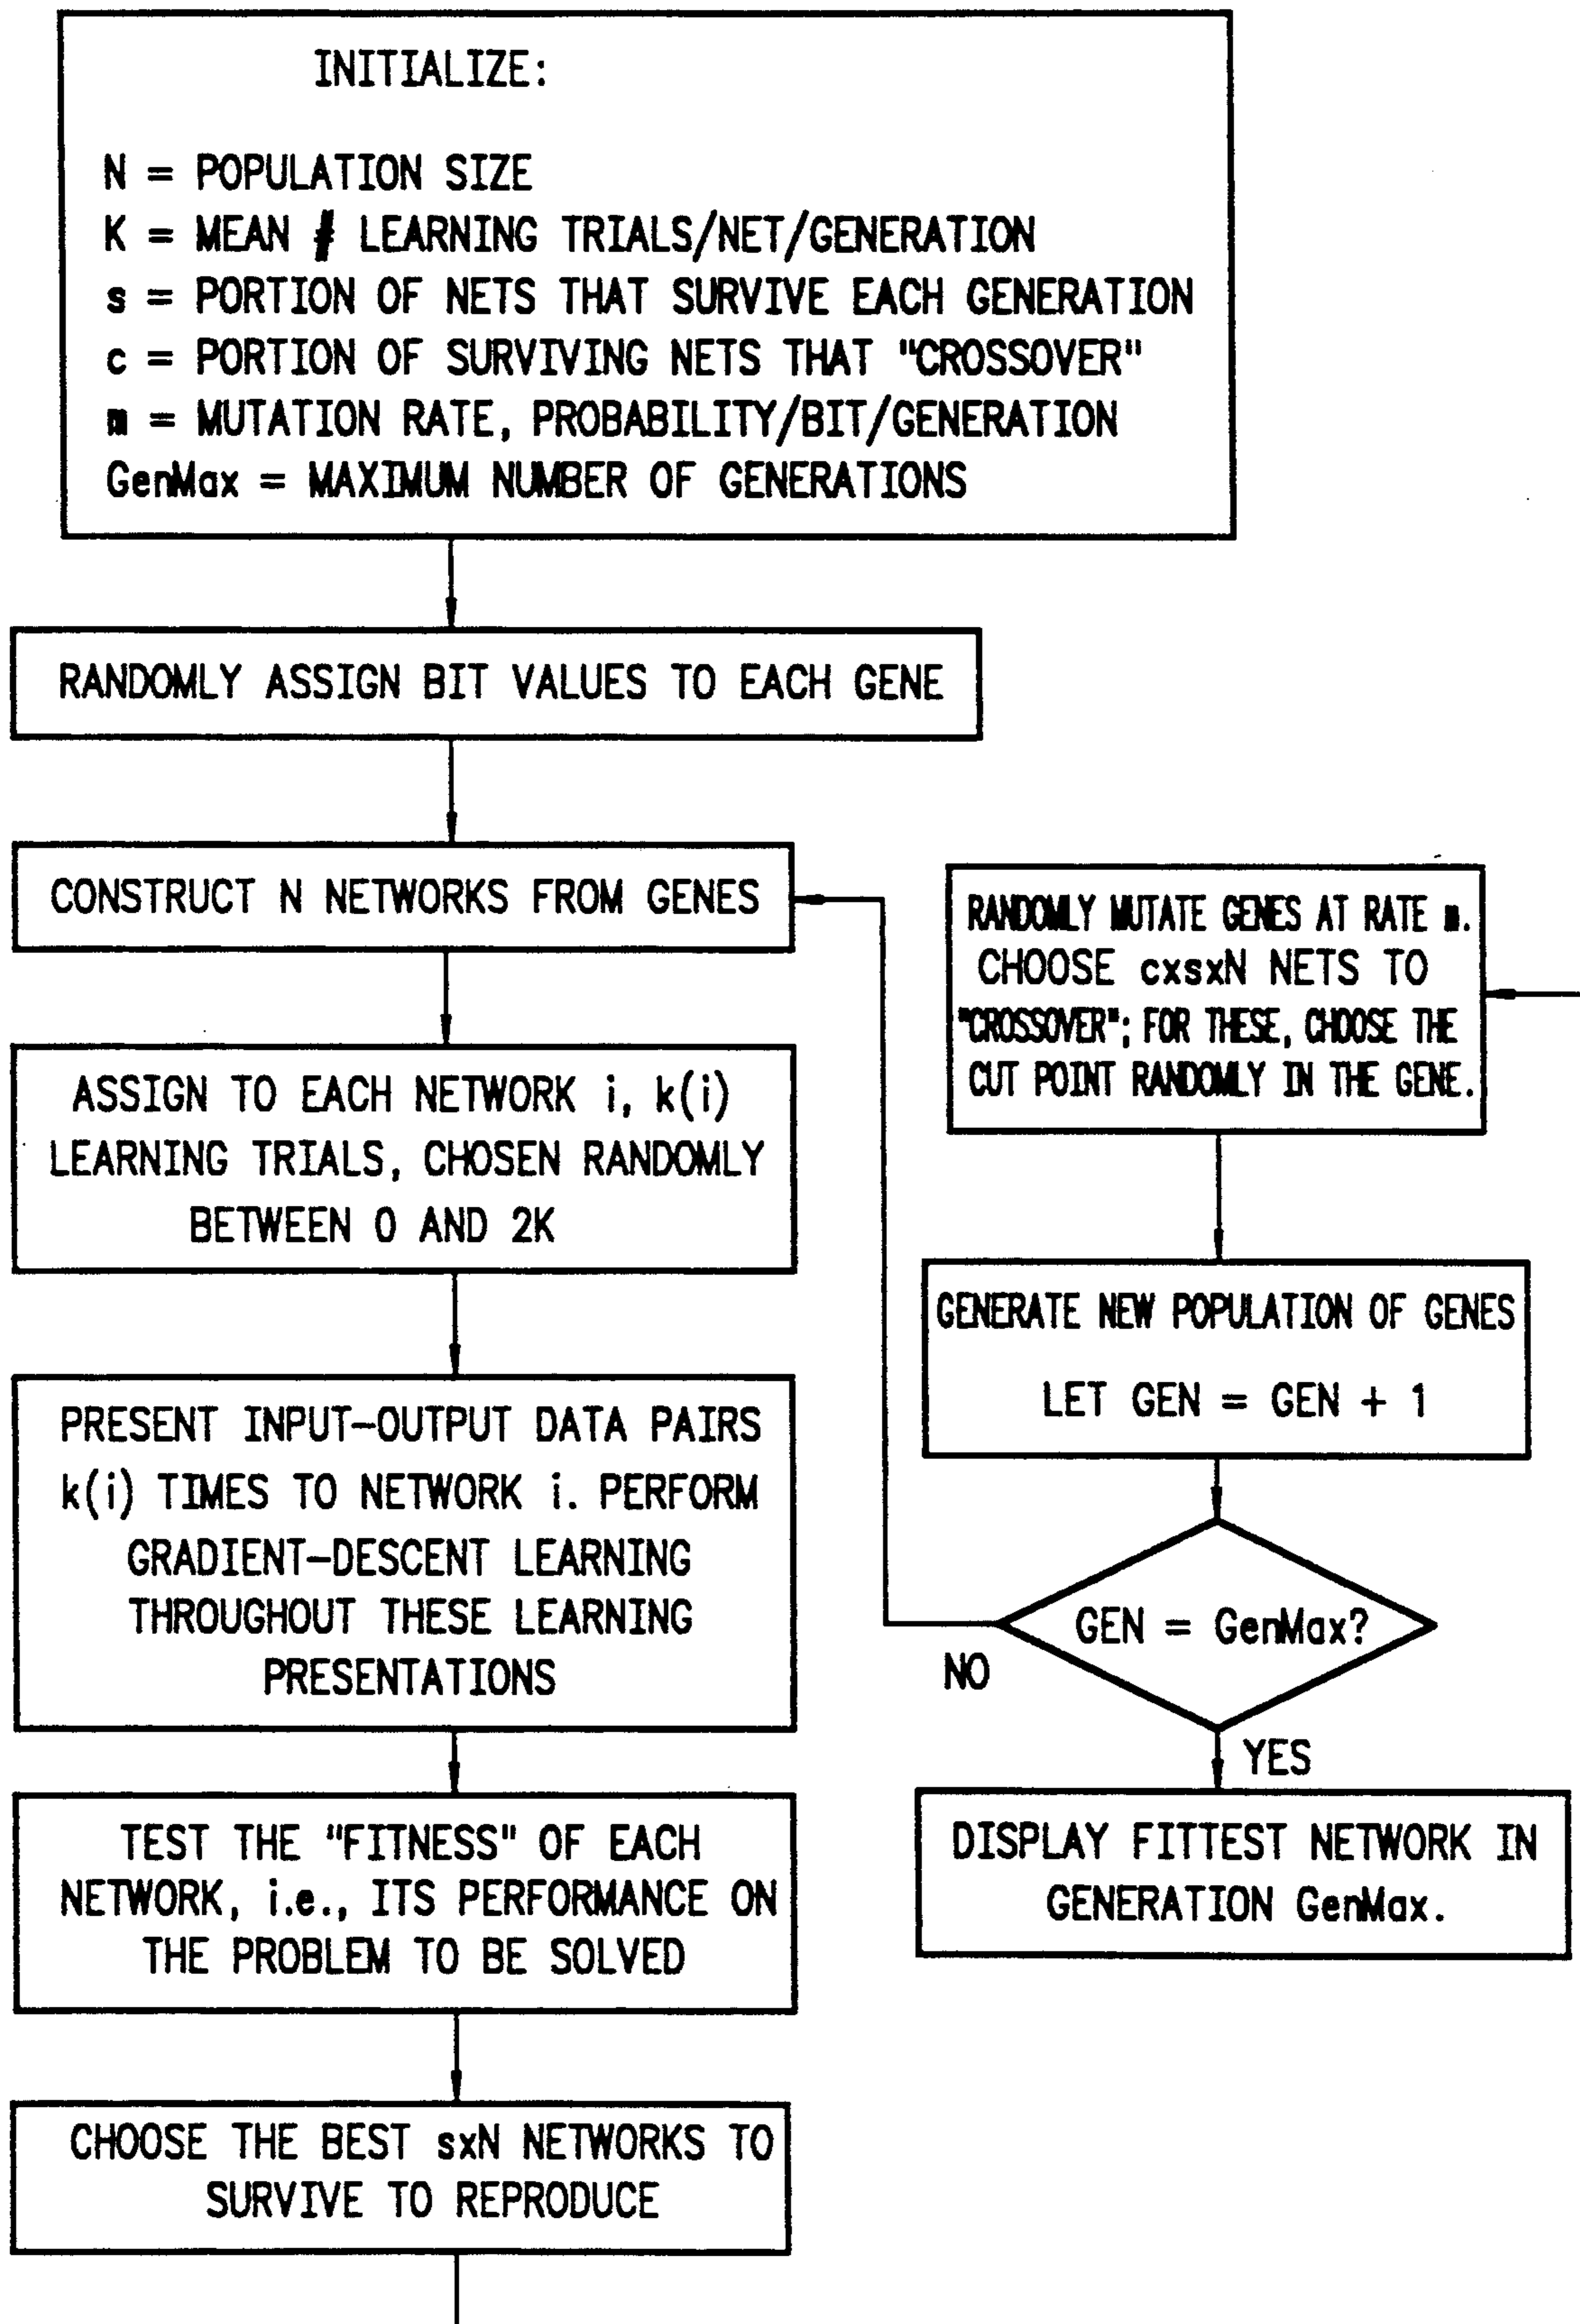 INITIALIZE:
N = POPULATION SIZE
K = MEAN # LEARNING TRIALS/NET/GENERATION
s = PORTION OF NETS THAT SURVIVE EACH GENERATION
c = PORTION OF SURVIVING NETS THAT "CROSSOVER"
m = MUTATION RATE, PROBABILITY/BIT/GENERATION
GenMax = MAXIMUM NUMBER OF GENERATIONS
RANDOMLY ASSIGN BIT VALUES TO EACH GENE
CONSTRUCT N NETWORKS FROM GENES
ASSIGN TO EACH NETWORK i, k(i)
LEARNING TRIALS, CHOSEN RANDOMLY
BETWEEN 0 AND 2K
PRESENT INPUT-OUTPUT DATA PAIRS
k(i) TIMES TO NETWORK i. PERFORM
GRADIENT-DESCENT LEARNING
THROUGHOUT THESE LEARNING
PRESENTATIONS
TEST THE "FITNESS" OF EACH
NETWORK, i.e., ITS PERFORMANCE ON
THE PROBLEM TO BE SOLVED
CHOOSE THE BEST sxN NETWORKS TO
SURVIVE TO REPRODUCE
RANDOMLY MUTATE GENES AT RATE m.
CHOOSE cxsxN NETS TO
"CROSSOVER"; FOR THESE, CHOOSE THE
CUT POINT RANDOMLY IN THE GENE.
GENERATE NEW POPULATION OF GENES
LET GEN = GEN + 1
GEN = GenMax?
NO
YES
DISPLAY FITTEST NETWORK IN
GENERATION GenMax.